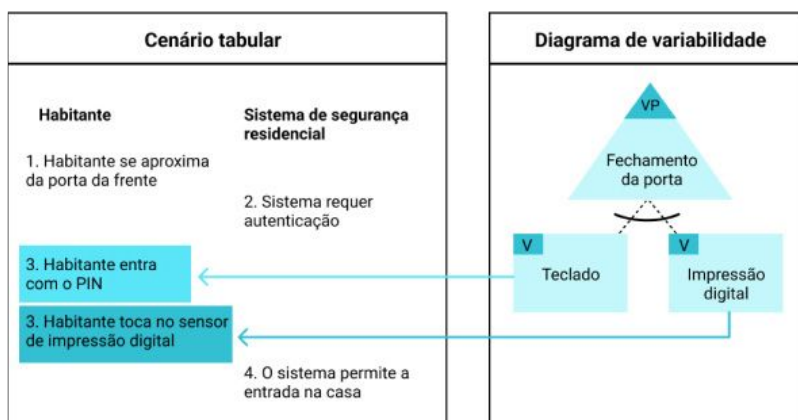 Cenário tabular
Habitante
Sistema de segurança
residencial
1. Habitante se aproxima
da porta da frente
2. Sistema requer
autenticação
3. Habitante entra
com o PIN
3. Habitante toca no sensor
de impressão digital
4. O sistema permite a
entrada na casa
Diagrama de variabilidade
VP
Fechamento
da porta
V
Teclado
V
Impressão
digital